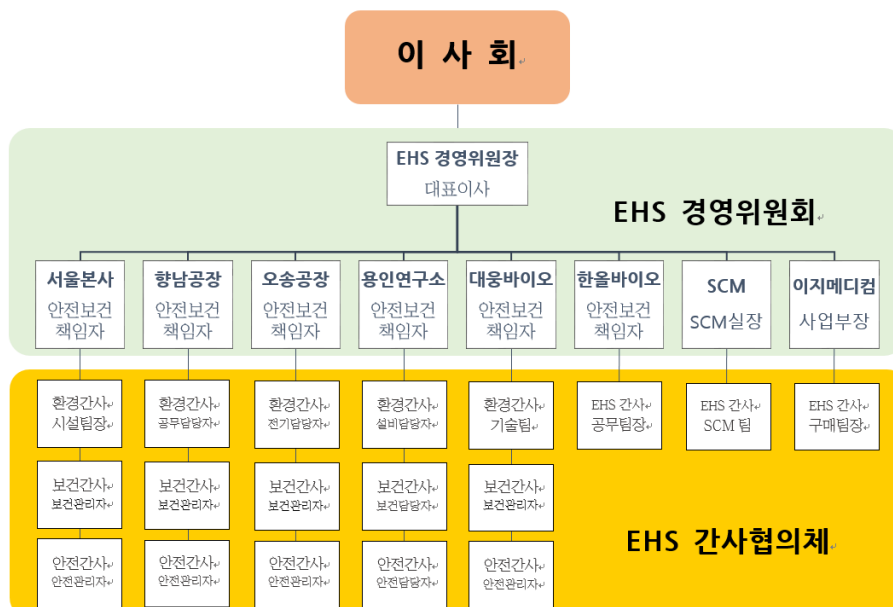 이 사 회
EHS 경영위원장
대표이사
EHS 경영위원회
서울본사
안전보건
책임자
향남공장
안전보건
책임자
오송공장
안전보건
책임자
용인연구소
안전보건
책임자
대웅바이오
안전보건
책임자
한올바이오
안전보건
책임자
SCM
SCM실장
이지메디컴
사업부장
환경간사
시설팀장
환경간사
공무담당자
환경간사
전기담당자
환경간사
설비담당자
환경간사
기술팀
EHS 간사
공무팀장
EHS 간사
SCM 팀
EHS 간사
구매팀장
보건간사
보건관리자
보건간사
보건관리자
보건간사
보건관리자
보건간사
보건담당자
보건간사
보건관리자
EHS 간사협의체
안전간사
안전관리자
안전간사
안전관리자
안전간사
안전관리자
안전간사
안전담당자
안전간사
안전관리자